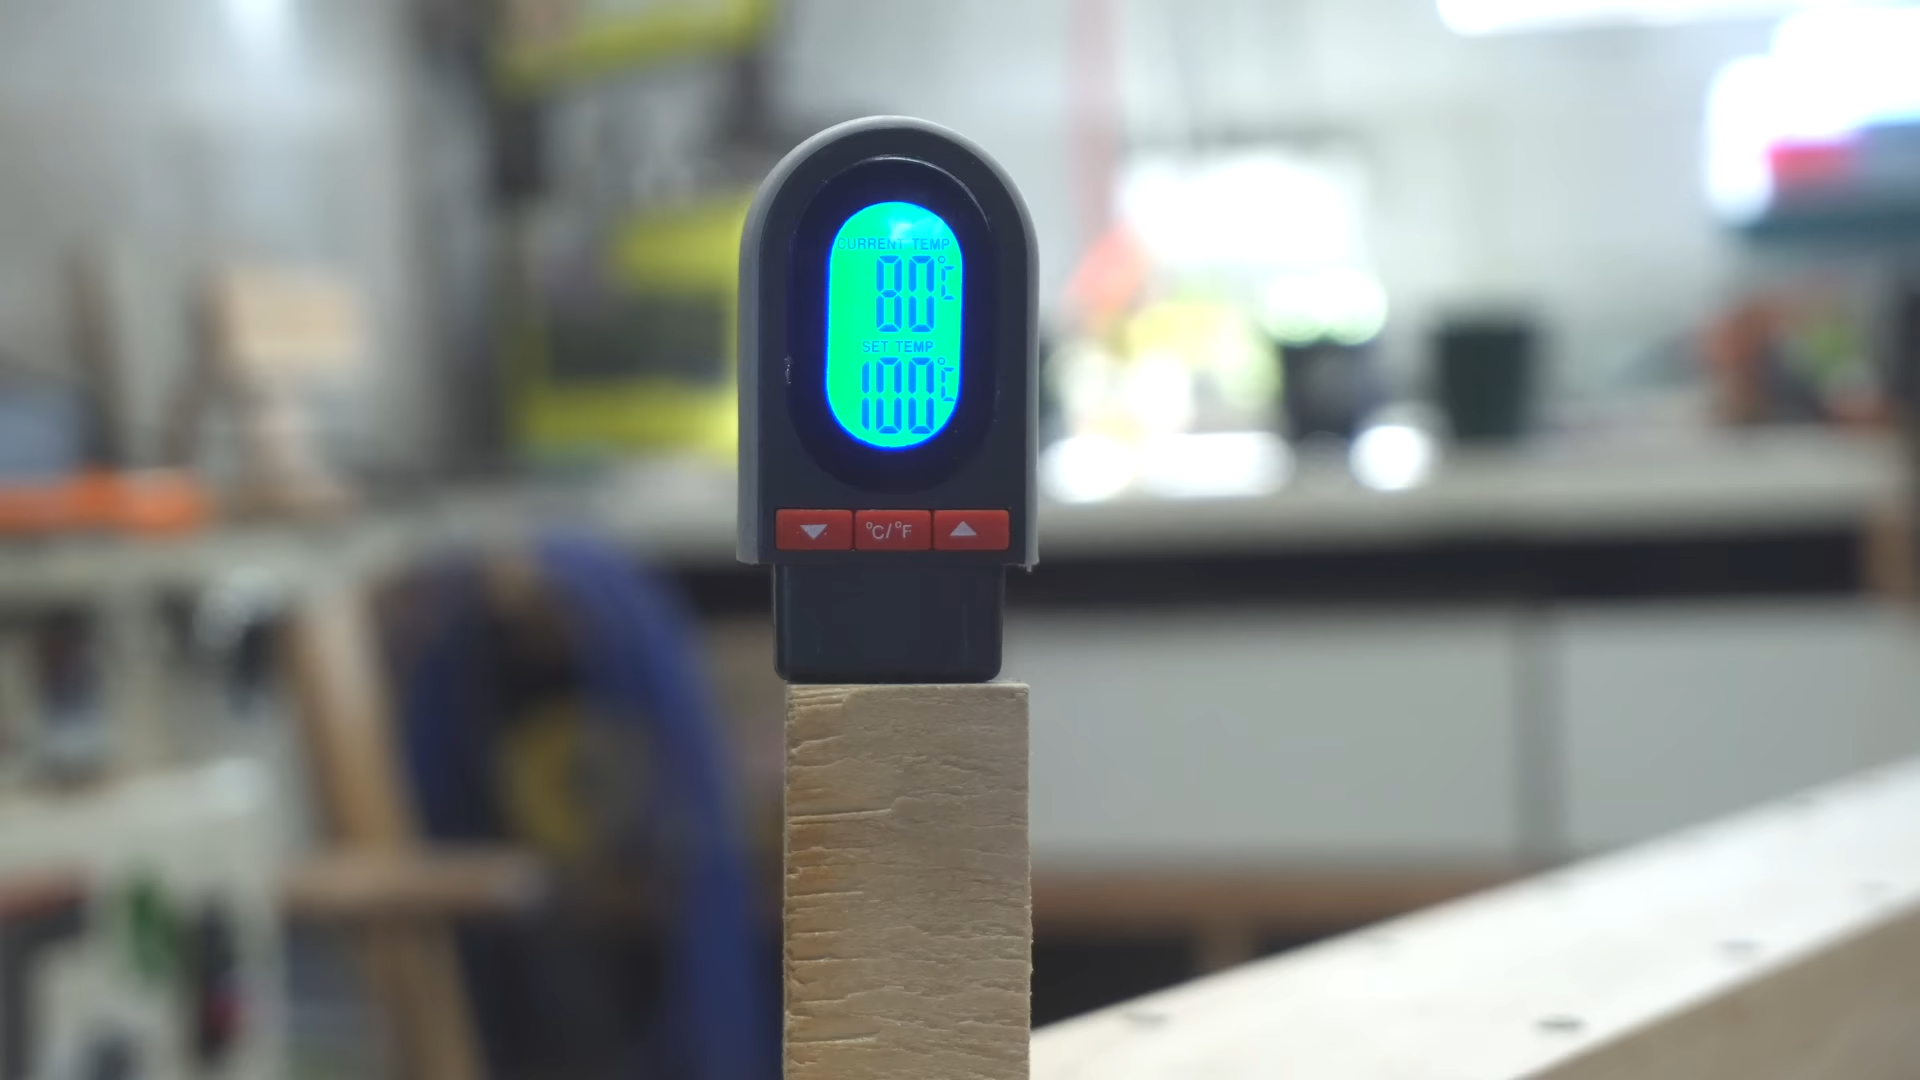 CURRENT TEMP
80°C
SET TEMP
100°C
°C/°F